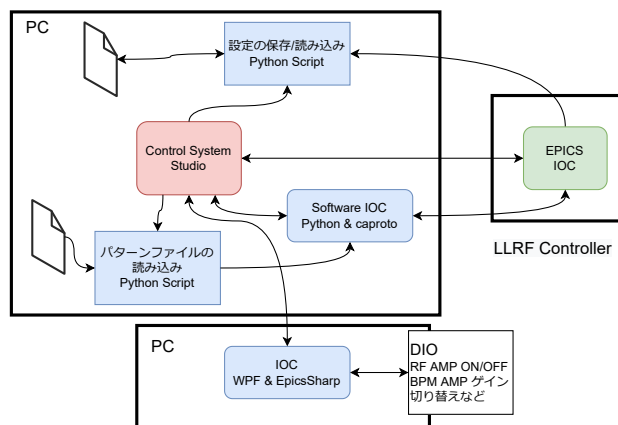 PC
設定の保存/読み込み
Python Script
Control System
Studio
EPICS
IOC
Software IOC
Python & caproto
LLRF Controller
パターンファイルの
読み込み
Python Script
PC
IOC
WPF & EpicsSharp
DIO
RF AMP ON/OFF
BPM AMP ゲイン
切り替えなど